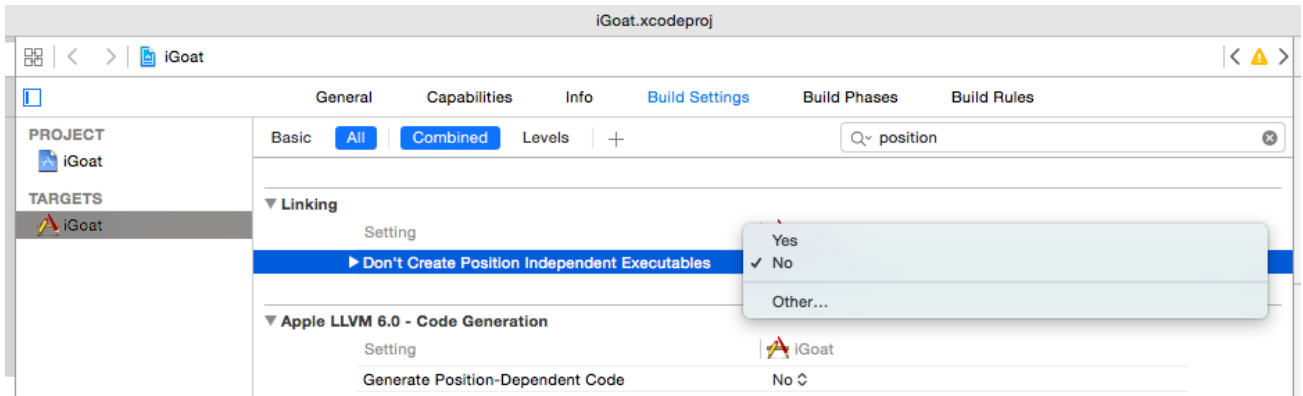 iGoat.xcodeproj
iGoat
General Capabilities Info Build Settings Build Phases Build Rules
PROJECT
iGoat
TARGETS
iGoat
Basic All Combined Levels + position
Linking
Setting
Don't Create Position Independent Executables
Yes
✓ No
Other...
Apple LLVM 6.0 - Code Generation
Setting iGoat
Generate Position-Dependent Code No